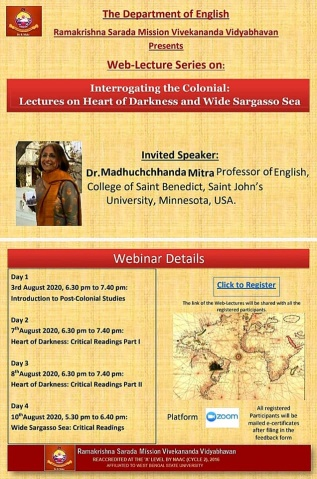 The Department of English
Ramakrishna Sarada Mission Vivekananda Vidyabhavan
Presents
Web-Lecture Series on:
Interrogating the Colonial:
Lectures on Heart of Darkness and Wide Sargasso Sea
Invited Speaker:
Dr. Madhuchchhanda Mitra Professor of English,
College of Saint Benedict, Saint John's
University, Minnesota, USA.
Webinar Details
Day 1
3rd August 2020, 6.30 pm to 7.40 pm:
Introduction to Post-Colonial Studies
Day 2
7thAugust 2020, 6.30 pm to 7.40 pm:
Heart of Darkness: Critical Readings Part I
Day 3
8thAugust 2020, 6.30 pm to 7.40 pm:
Heart of Darkness: Critical Readings Part II
Day 4
10thAugust 2020, 5.30 pm to 6.40 pm:
Wide Sargasso Sea: Critical Readings
Click to Register
The link of the Web-Lectures will be shared with all the
registered participants
Platform
zoom
All registered
Participants will be
mailed e-certificates
after filing in the
feedback form
Ramakrishna Sarada Mission Vivekananda Vidyabhavan
REACCREDITED AT THE 'A' LEVEL BY NAAC (CYCLE 2), 2016
AFFILIATED TO WEST BENGAL STATE UNIVERSITY